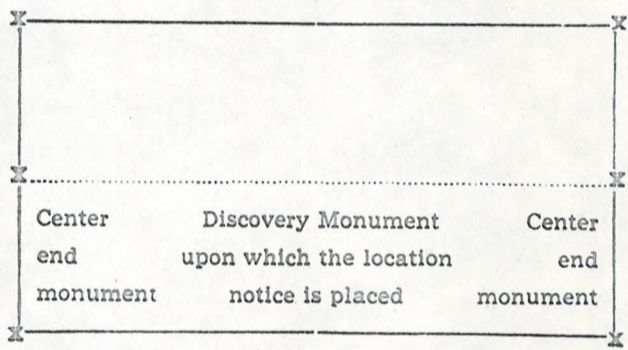 X X
X X
Center Discovery Monument Center
end upon which the location end
monument notice is placed monument
X X